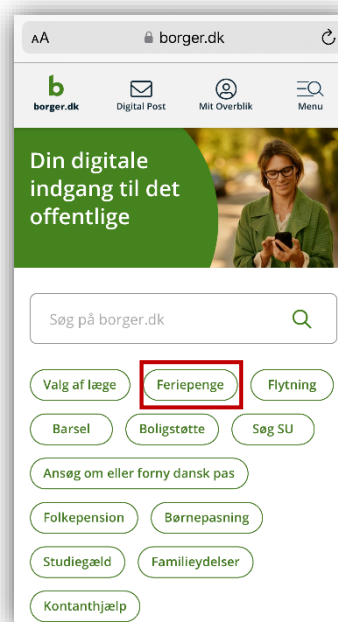 AA borger.dk
b
borger.dk Digital Post Mit Overblik Menu
Din digitale
indgang til det
offentlige
Søg på borger.dk
Valg af læge Feriepenge Flytning
Barsel Boligstøtte Søg SU
Ansøg om eller forny dansk pas
Folkepension Børnepasning
Studiegæld Familieydelser
Kontanthjælp